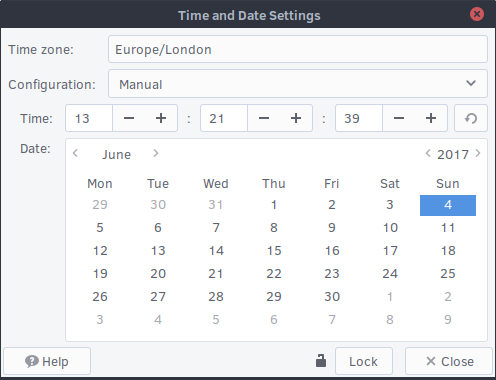 Time and Date Settings
Time zone: Europe/London
Configuration: Manual
Time: 13 : 21 : 39
Date: June 2017
Mon Tue Wed Thu Fri Sat Sun
29 30 31 1 2 3 4
5 6 7 8 9 10 11
12 13 14 15 16 17 18
19 20 21 22 23 24 25
26 27 28 29 30 1 2
3 4 5 6 7 8 9
Help Lock Close